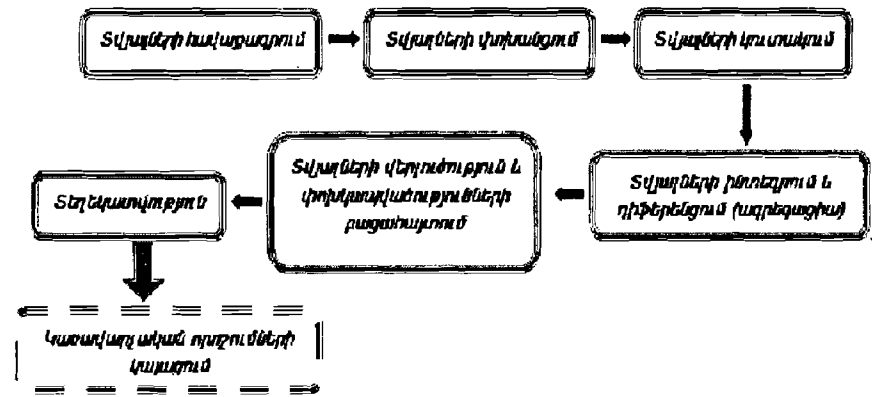 Տվյալների հավաքագրում
Տվյալների փոխանցում
Տվյալների կուտակում
Տվյալների ինտեգրում և
դիֆերենցում (ագրեգացիա)
Տվյալների վերլուծություն և
փոխկապվածությունների
բացահայտում
Տեղեկատվություն
Կառավարչական որոշումների
կայացում